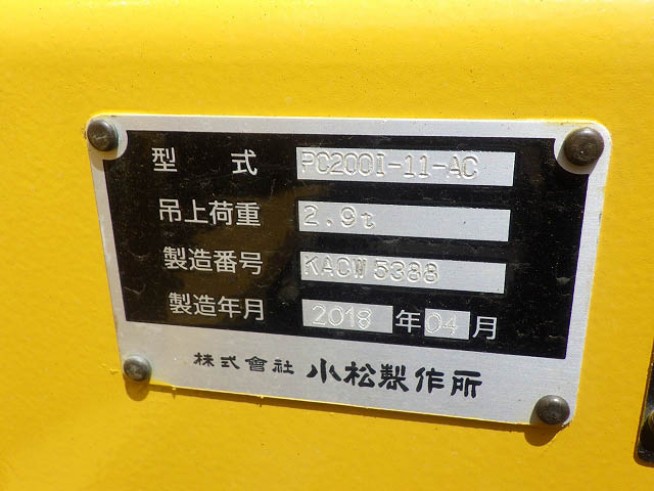 型 式 PC200I-11-AC
吊上荷重 2.9t
製造番号 KACW5388
製造年月 2018 年 04 月
株式會社 小松製作所